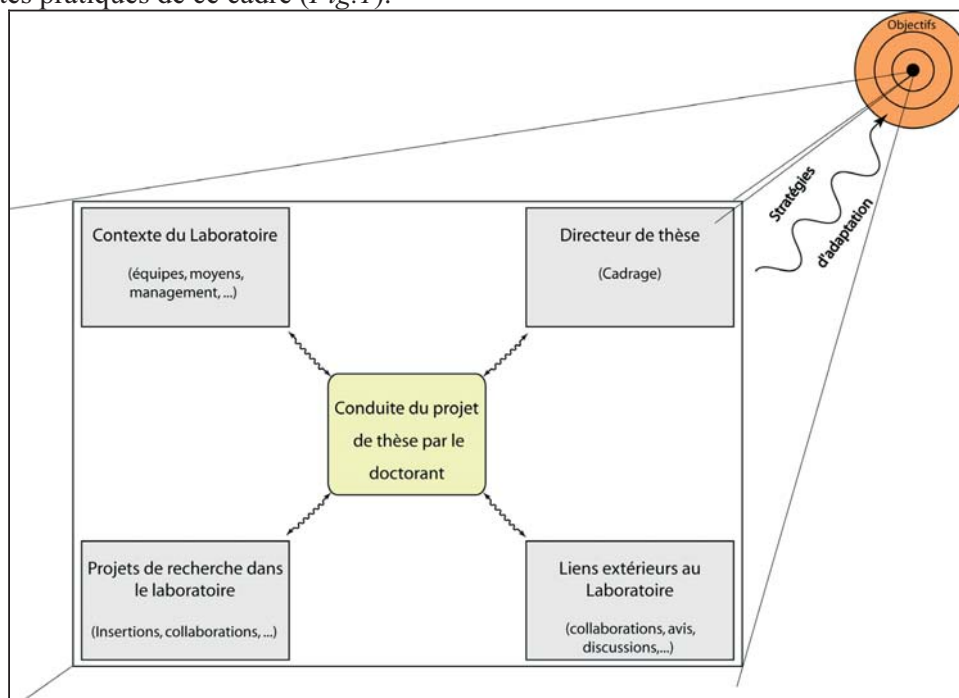 tes pratiques de ce cadre (Fig.1).
Objectifs
Stratégies
d'adaptation
Contexte du Laboratoire
(équipes, moyens,
management, ...)
Directeur de thèse
(Cadrage)
Conduite du projet
de thèse par le
doctorant
Projets de recherche dans
le laboratoire
(Insertions, collaborations, ...)
Liens extérieurs au
Laboratoire
(collaborations, avis,
discussions,...)